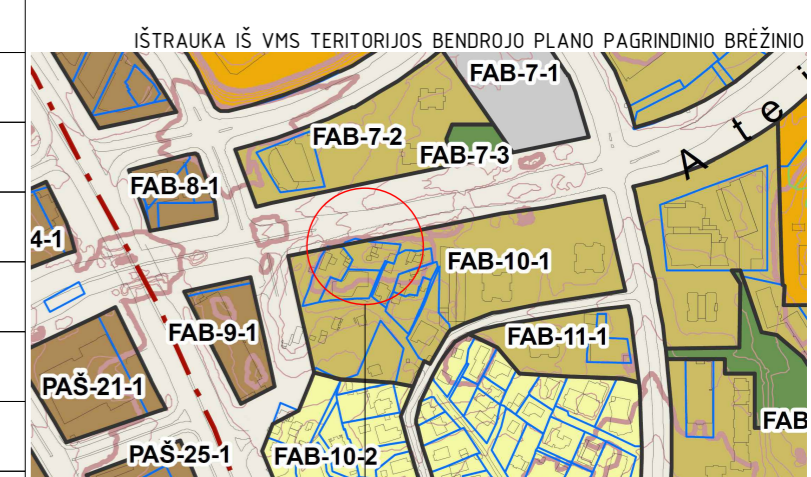 IŠTRAUKA IŠ VMS TERITORIJOS BENDROJO PLANO PAGRINDINIO BRĖŽINIO
FAB-7-1
FAB-7-2
FAB-7-3
A t e i
FAB-8-1
4-1
FAB-10-1
FAB-9-1
FAB-11-1
PAŠ-21-1
FAB
PAŠ-25-1
FAB-10-2